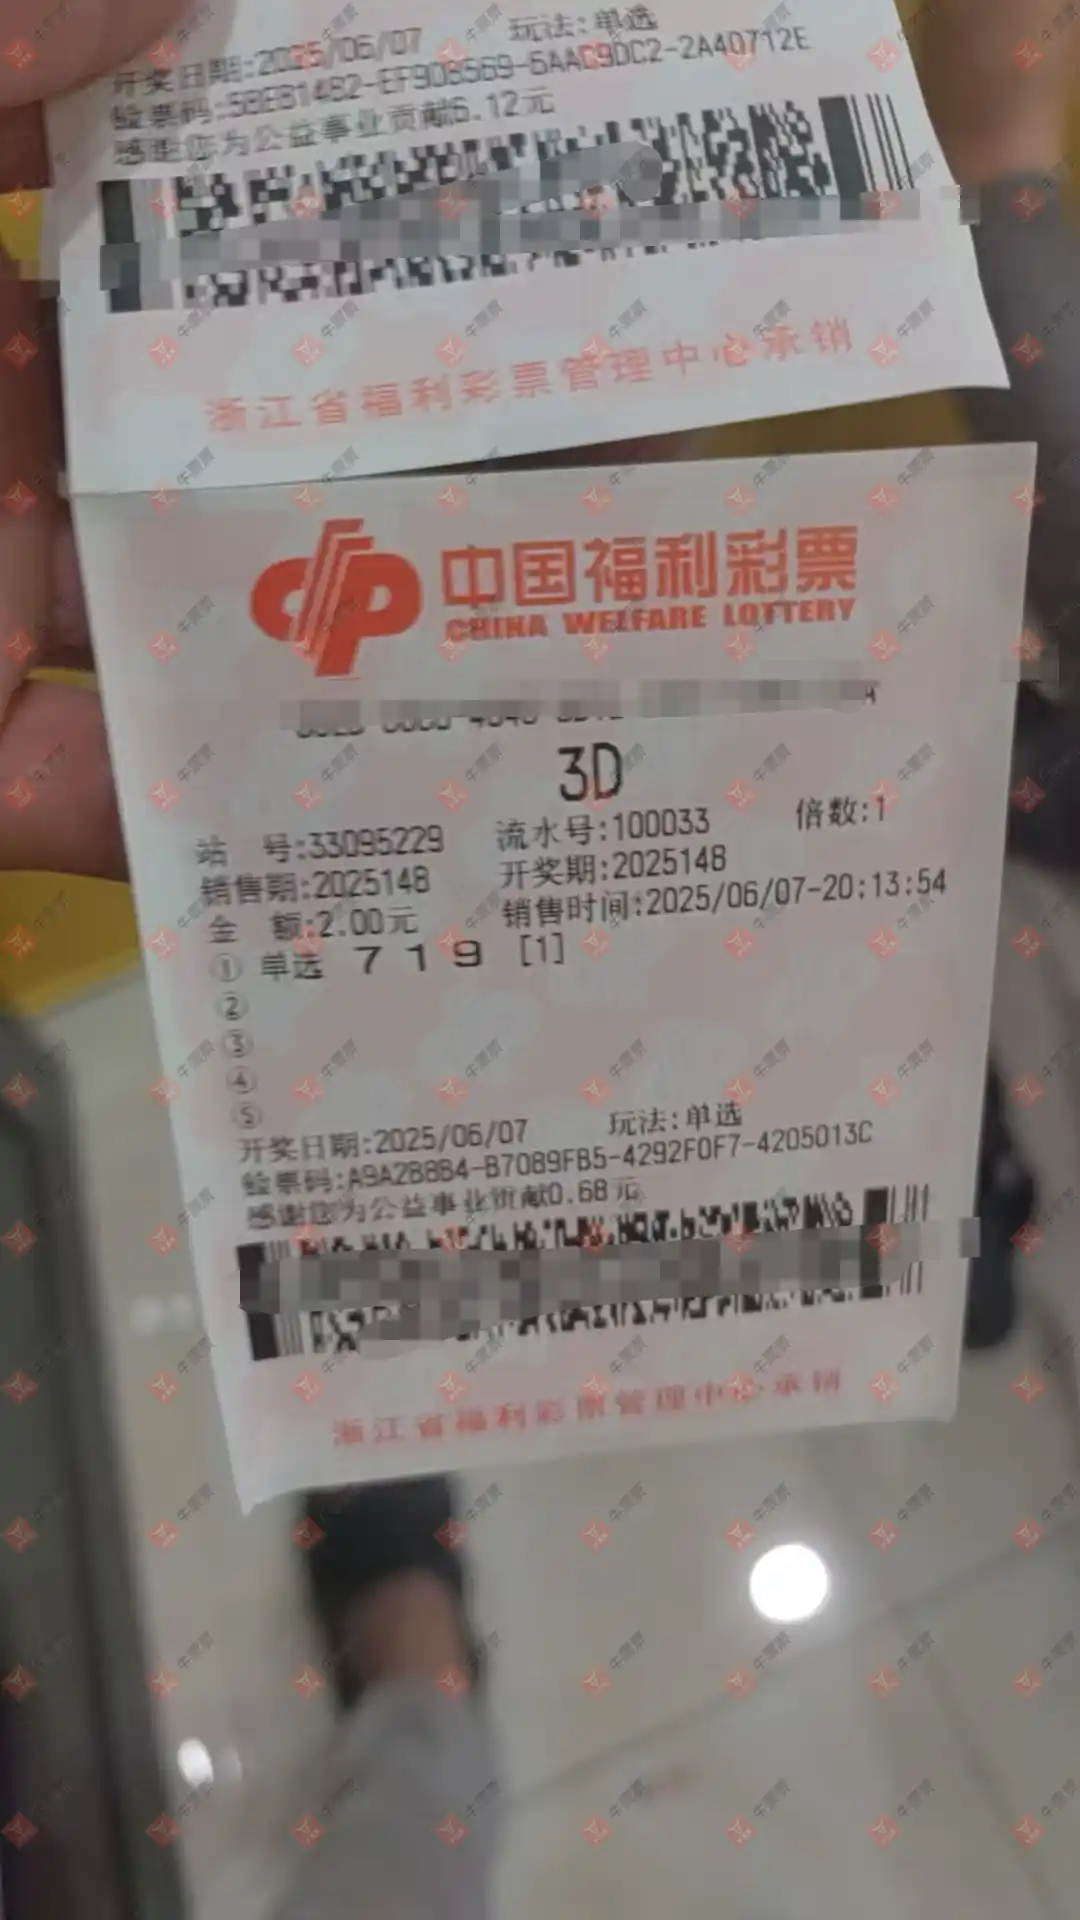 开奖日期:2025/06/07 玩法:单选
验票码:5BEB1482-EF9DB569-6AAC9DC2-2A40712E
感谢您为公益事业贡献6.12元
浙江省福利彩票管理中心承销
中国福利彩票
CHINA WELFARE LOTTERY
3D
站 号:33095229 流水号:100033 倍数:1
销售期:2025148 开奖期:2025148
金 额:2.00元 销售时间:2025/06/07-20:13:54
① 单选 7 1 9 [1]
②
③
④
⑤
开奖日期:2025/06/07 玩法:单选
验票码:A9A2B8B4-B7089FB5-4292F0F7-4205013C
感谢您为公益事业贡献0.68元
浙江省福利彩票管理中心承销